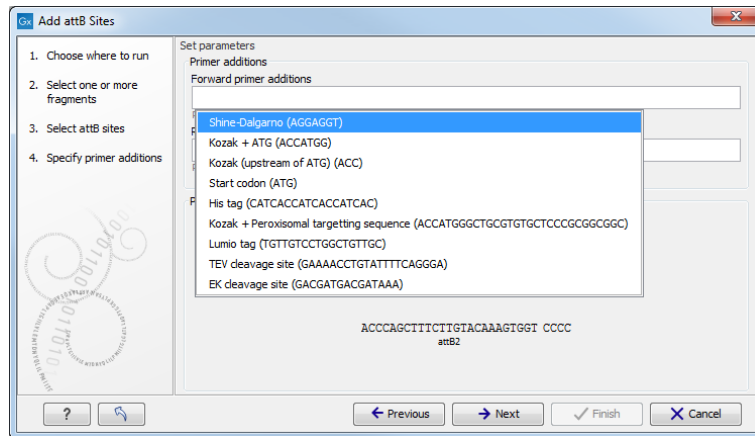 Gx Add attB Sites
1. Choose where to run
2. Select one or more
fragments
3. Select attB sites
4. Specify primer additions
Set parameters
Primer additions
Forward primer additions
Shine-Dalgarno (AGGAGGT)
Kozak + ATG (ACCATGG)
Kozak (upstream of ATG) (ACC)
Start codon (ATG)
His tag (CATCACCATCACCATCAC)
Kozak + Peroxisomal targetting sequence (ACCATGGGCTGCGTGTGCTCCCGCGGCGGC)
Lumio tag (TGTTGTCCTGGCTGTTGC)
TEV cleavage site (GAAAACCTGTATTTTCAGGGA)
EK cleavage site (GACGATGACGATAAA)
ACCCAGCTTTCTTGTACAAAGTGGT CCCC
attB2
? Previous Next Finish Cancel